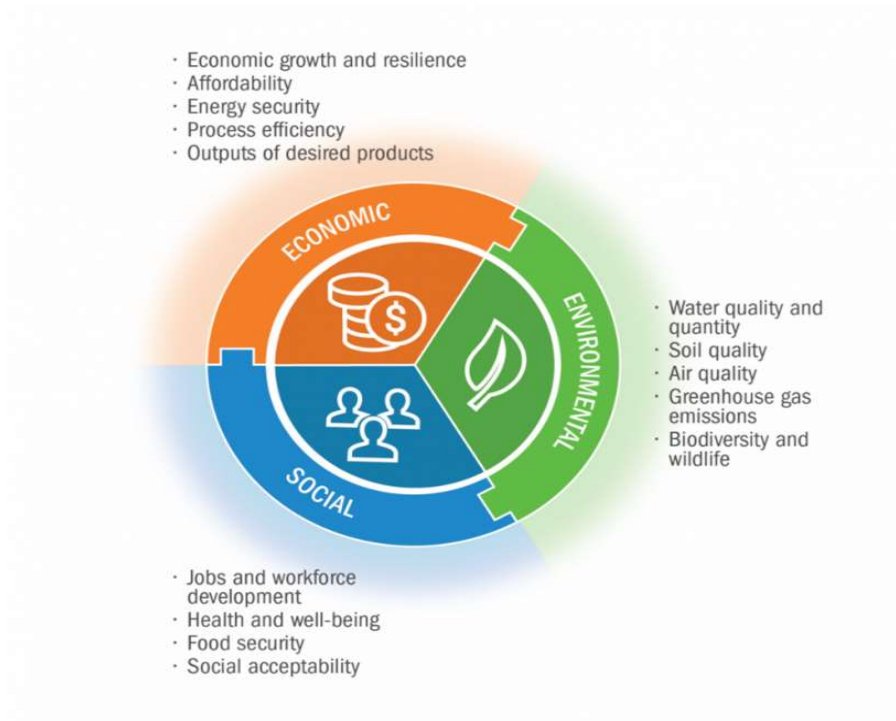 · Economic growth and resilience
· Affordability
· Energy security
· Process efficiency
· Outputs of desired products
ECONOMIC
$
ENVIRONMENTAL
· Water quality and
quantity
· Soil quality
· Air quality
· Greenhouse gas
emissions
· Biodiversity and
wildlife
SOCIAL
· Jobs and workforce
development
· Health and well-being
· Food security
· Social acceptability